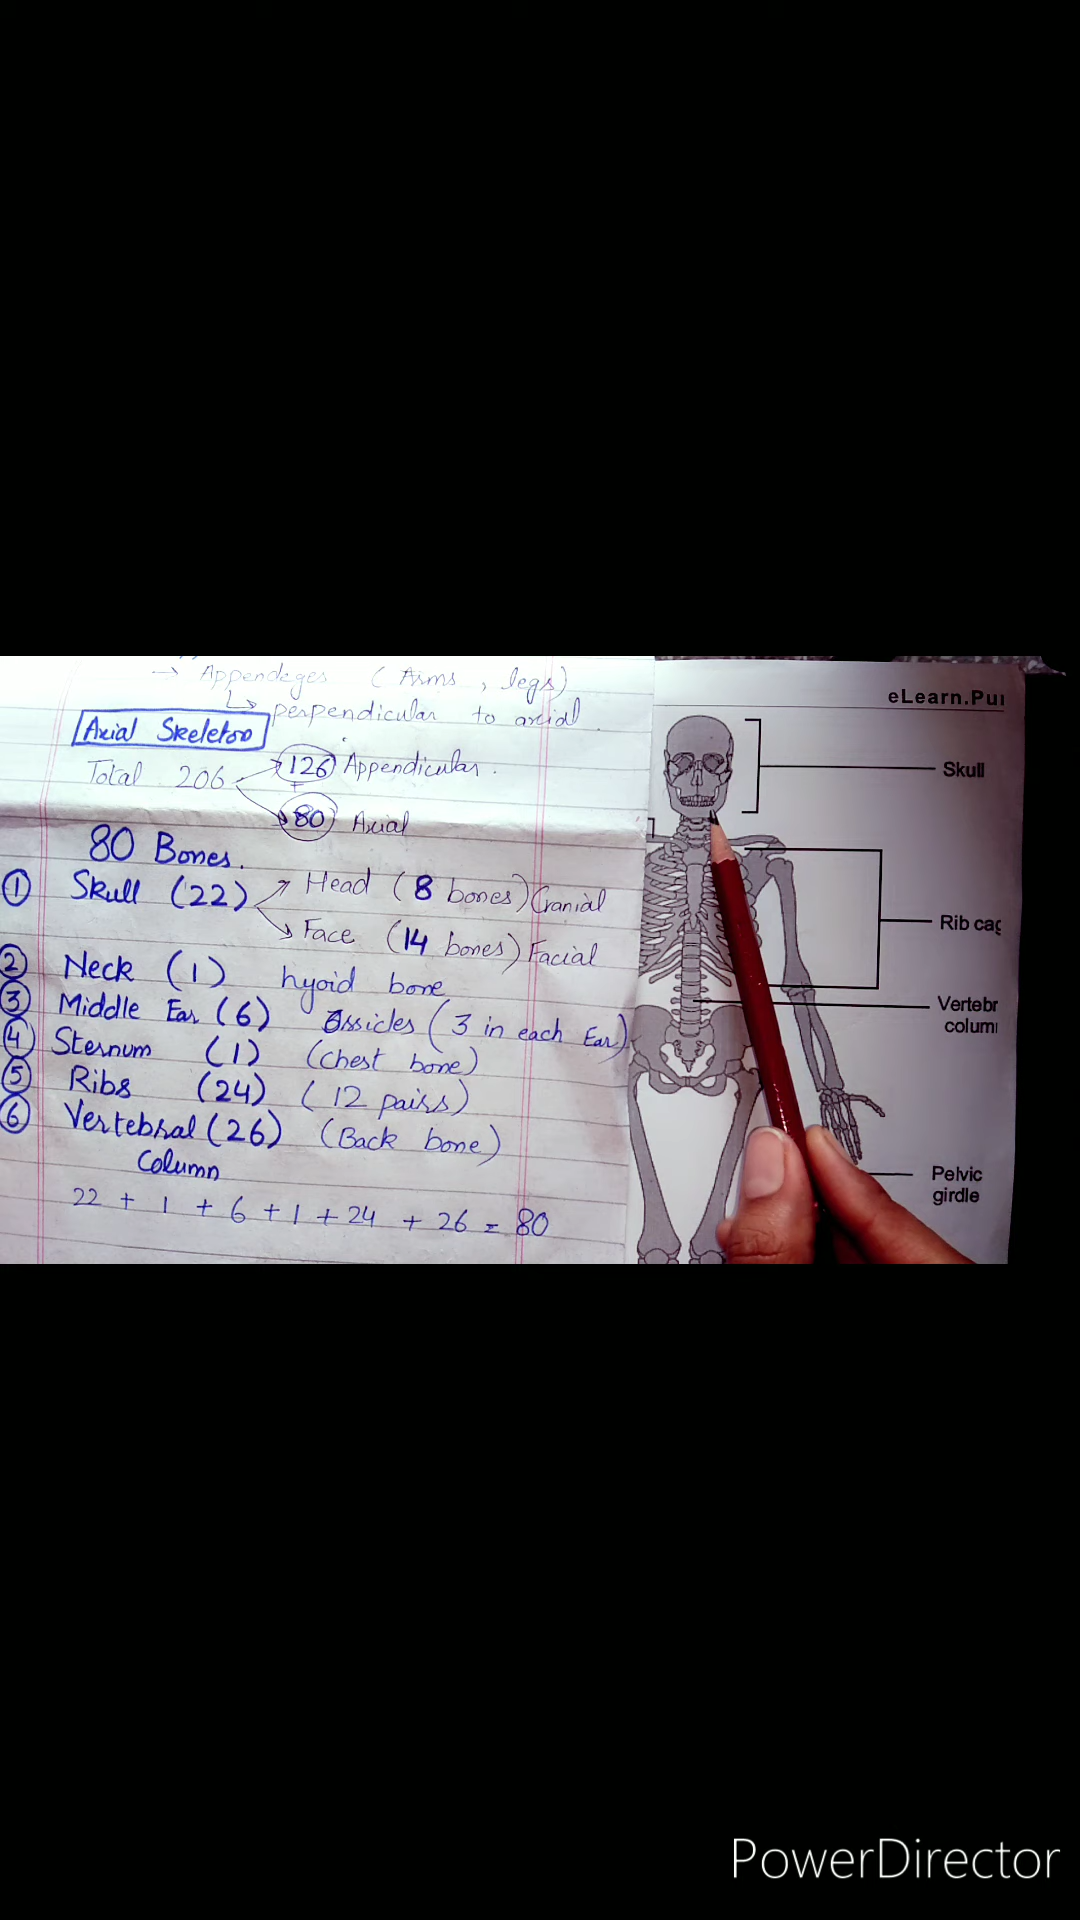 → Appendeges (Arms, legs)
↳ perpendicular to axial
Axial Skeleton
Total 206
126 Appendicular.
+
80 Axial
80 Bones.
① Skull (22)
Head (8 bones) Cranial
Face (14 bones) Facial
② Neck (1) hyoid bone
③ Middle Ear (6) Ossicles (3 in each Ear)
④ Sternum (1) (Chest bone)
⑤ Ribs (24) (12 pairs)
⑥ Vertebral (26) (Back bone)
Column
22 + 1 + 6 + 1 + 24 + 26 = 80
eLearn.Pun
Skull
Rib cag
Vertebr
colum
Pelvic
girdle
PowerDirector